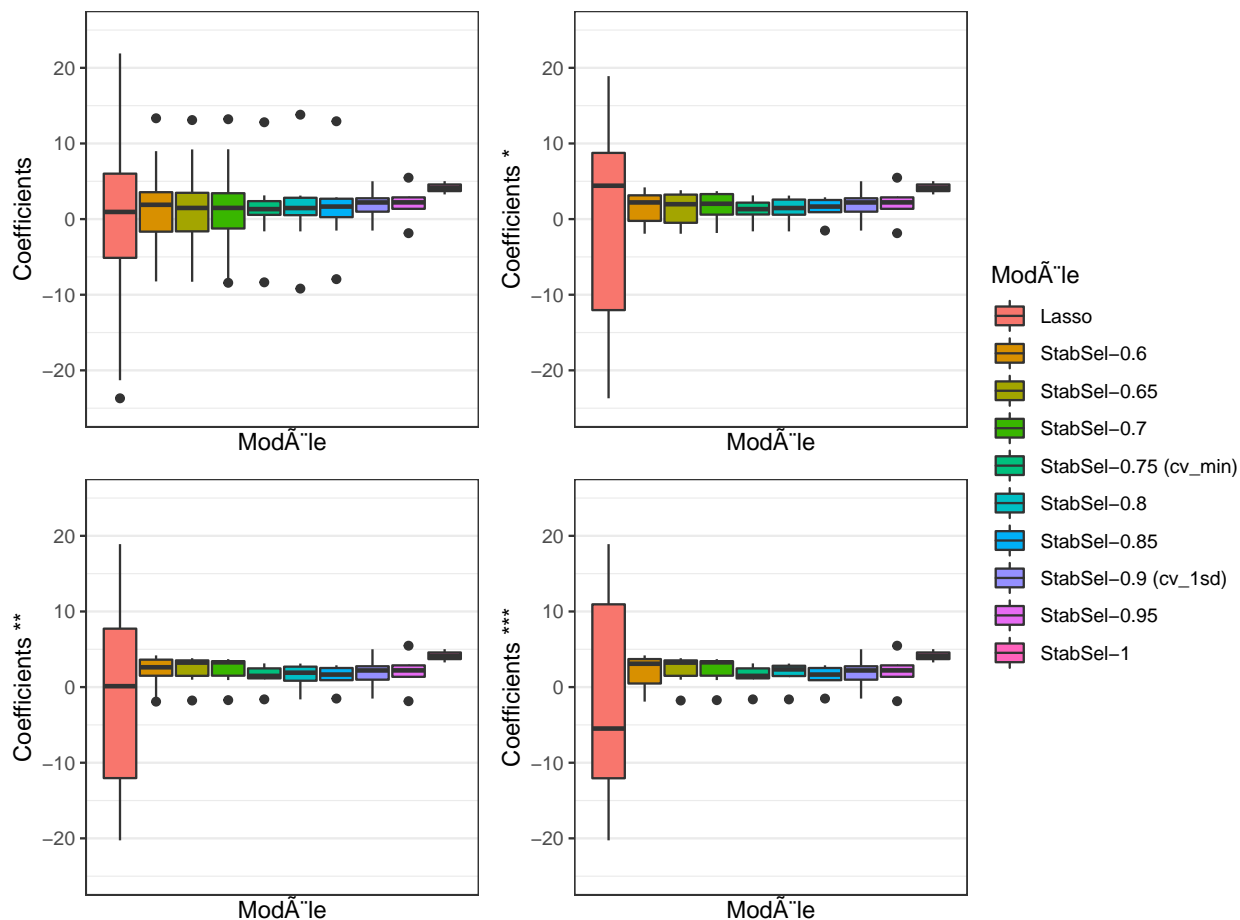 20
10
0
−10
−20
Coefficients
ModÃ¨le
20
10
0
−10
−20
Coefficients *
ModÃ¨le
20
10
0
−10
−20
Coefficients **
ModÃ¨le
20
10
0
−10
−20
Coefficients ***
ModÃ¨le
ModÃ¨le
Lasso
StabSel−0.6
StabSel−0.65
StabSel−0.7
StabSel−0.75 (cv_min)
StabSel−0.8
StabSel−0.85
StabSel−0.9 (cv_1sd)
StabSel−0.95
StabSel−1